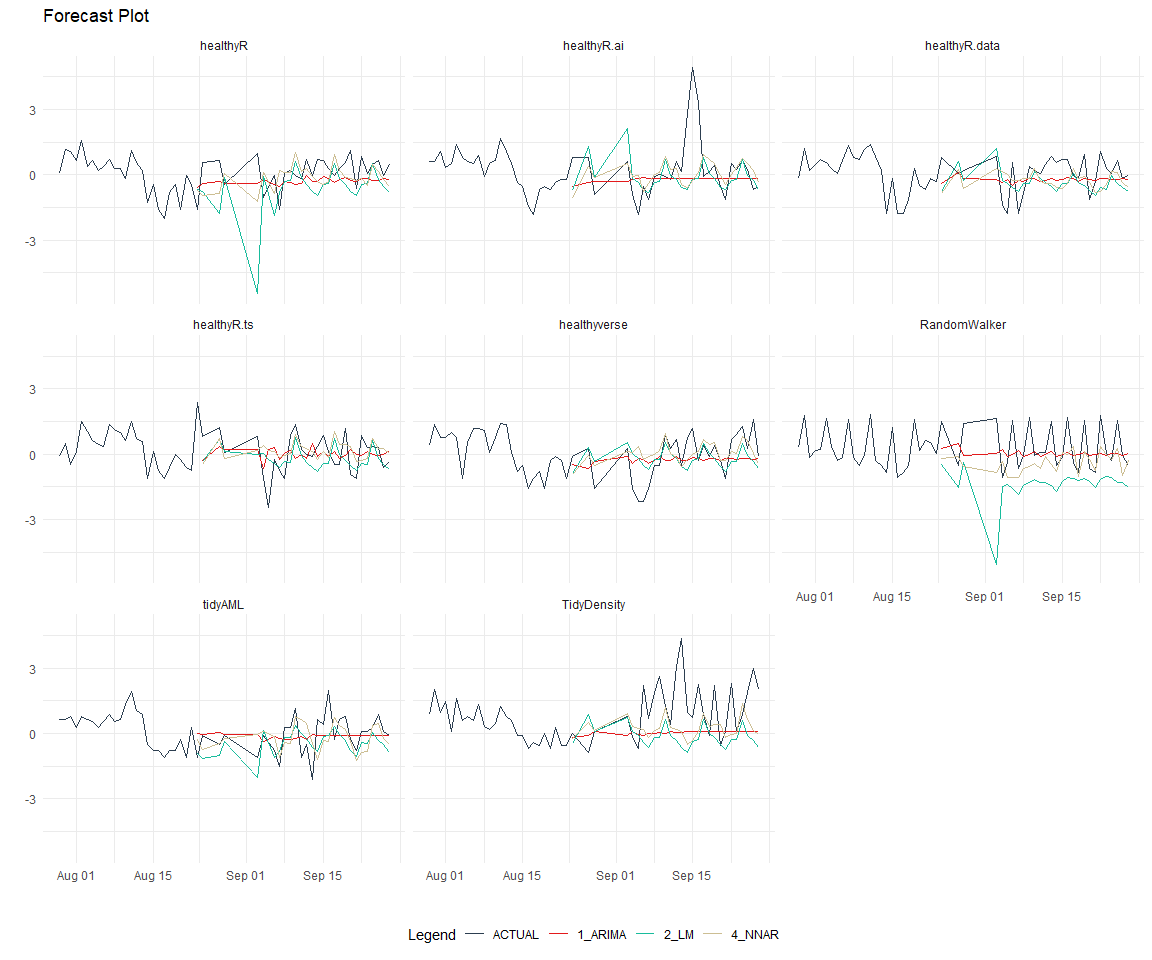 Forecast Plot
healthyR healthyR.ai healthyR.data
3
0
-3
healthyR.ts healthyverse RandomWalker
3
0
-3
Aug 01 Aug 15 Sep 01 Sep 15
tidyAML TidyDensity
3
0
-3
Aug 01 Aug 15 Sep 01 Sep 15 Aug 01 Aug 15 Sep 01 Sep 15
Legend ACTUAL 1_ARIMA 2_LM 4_NNAR